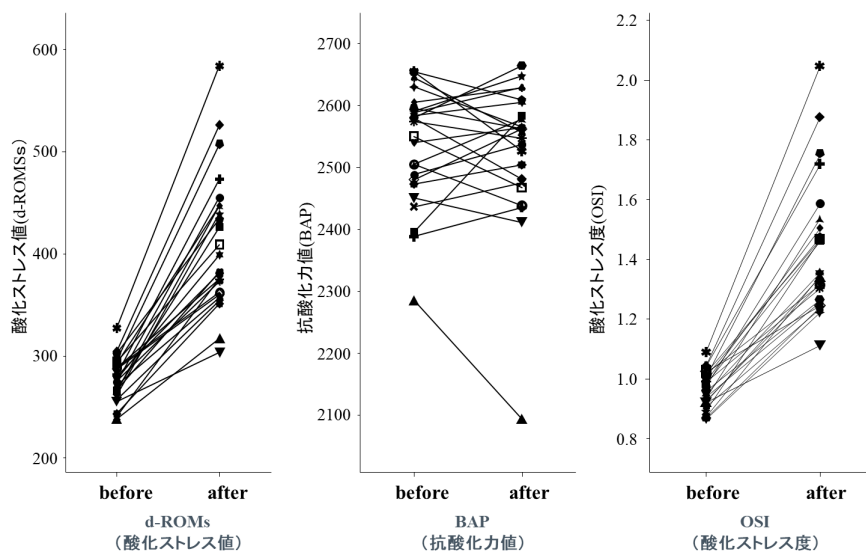 600
500
400
300
200
酸化ストレス値(d-ROMSs)
before
after
d-ROMs
(酸化ストレス値)
2700
2600
2500
2400
2300
2200
2100
抗酸化力値(BAP)
before
after
BAP
(抗酸化力値)
2.2
2.0
1.8
1.6
1.4
1.2
1.0
0.8
酸化ストレス度(OSI)
before
after
OSI
(酸化ストレス度)